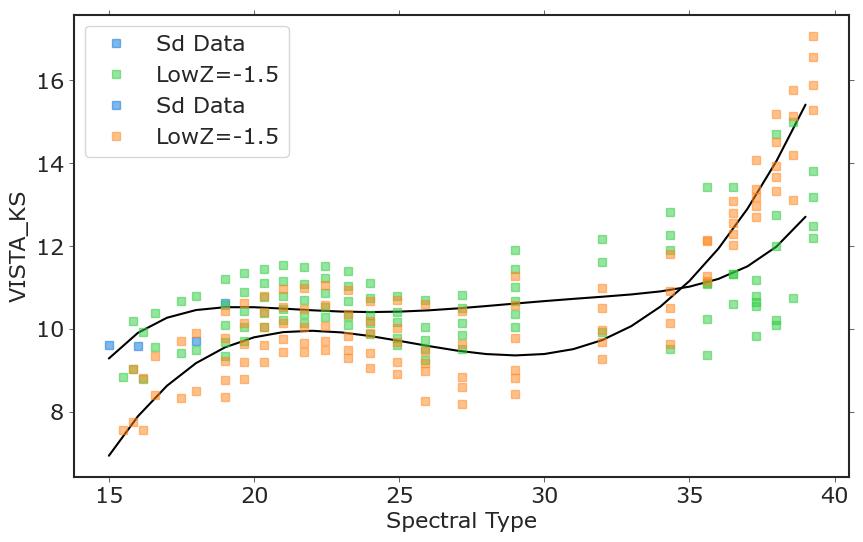 Sd Data
LowZ=-1.5
Sd Data
LowZ=-1.5
16
14
12
10
8
VISTA_KS
15 20 25 30 35 40
Spectral Type